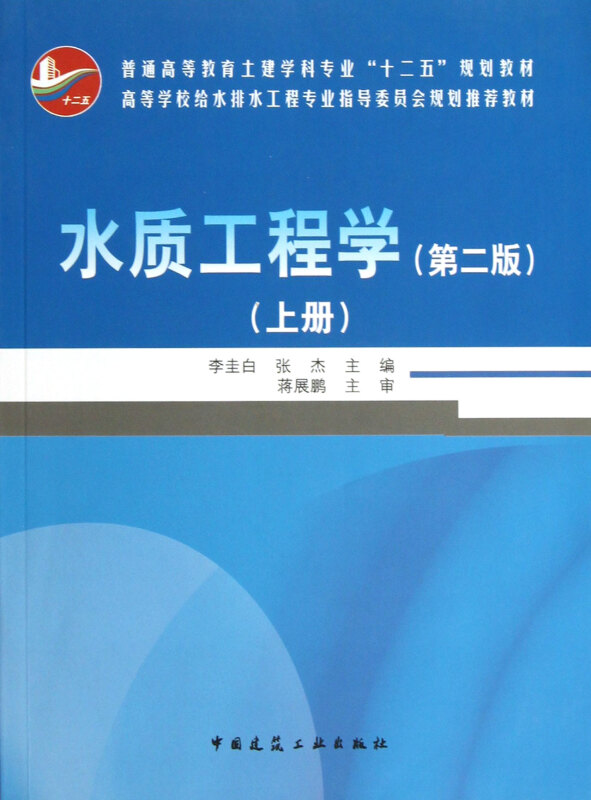 十二五
普通高等教育土建学科专业“十二五”规划教材
高等学校给水排水工程专业指导委员会规划推荐教材
水质工程学(第二版)
(上册)
李圭白 张 杰 主 编
蒋展鹏 主 审
中国建筑工业出版社